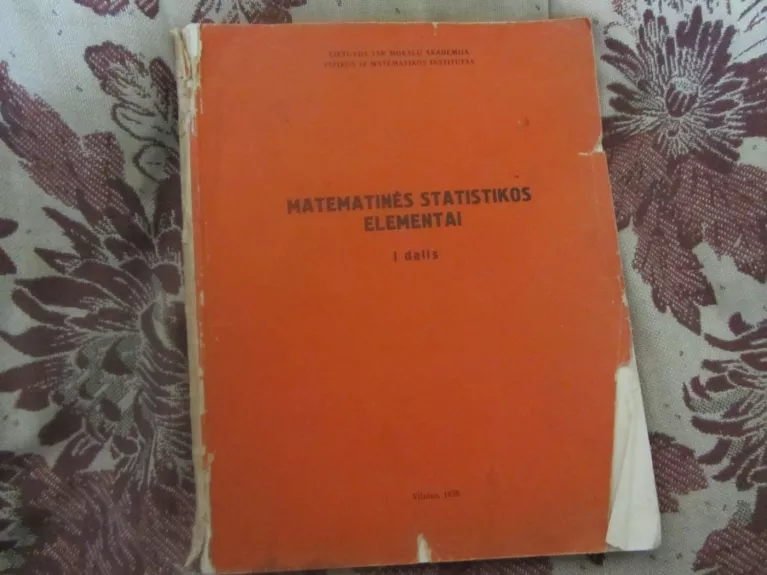 LIETUVOS TSR MOKSLŲ AKADEMIJA
FIZIKOS IR MATEMATIKOS INSTITUTAS
MATEMATINĖS STATISTIKOS
ELEMENTAI
I dalis
Vilnius,